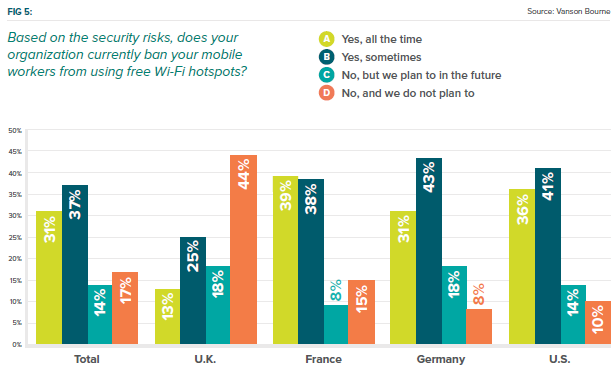 FIG 5:
Source: Vanson Bourne
Based on the security risks, does your
organization currently ban your mobile
workers from using free Wi-Fi hotspots?
A Yes, all the time
B Yes, sometimes
C No, but we plan to in the future
D No, and we do not plan to
50%
45%
40%
35%
30%
25%
20%
15%
10%
5%
0%
31% 37% 14% 17%
13% 25% 18% 44%
39% 38% 8% 15%
31% 43% 18% 8%
36% 41% 14% 10%
Total U.K. France Germany U.S.